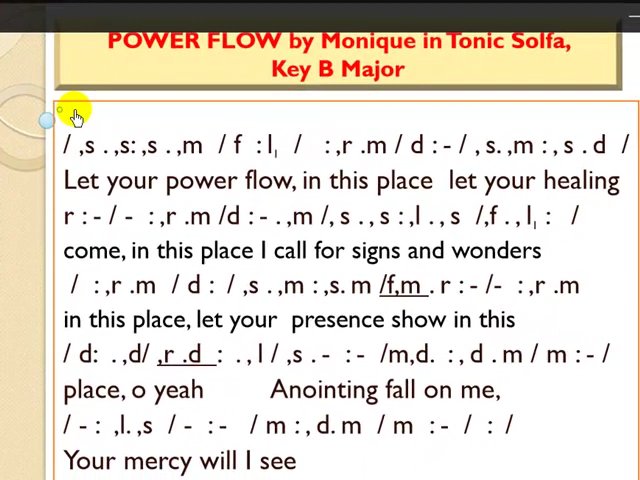 POWER FLOW by Monique in Tonic Solfa,
Key B Major
/ ,s . ,s: ,s . ,m / f : l₁ / : ,r .m / d : - / , s. ,m : , s . d /
Let your power flow, in this place let your healing
r : - / - : ,r .m /d : - . ,m /, s . , s : ,l . , s /,f . , l₁ : /
come, in this place I call for signs and wonders
/ : ,r .m / d : / ,s . ,m : ,s. m /f,m . r : - /- : ,r .m
in this place, let your presence show in this
/ d: . ,d/ ,r .d : . , l / ,s . - : - /m,d. : , d . m / m : - /
place, o yeah Anointing fall on me,
/ - : ,l. ,s / - : - / m : , d. m / m : - / : /
Your mercy will I see